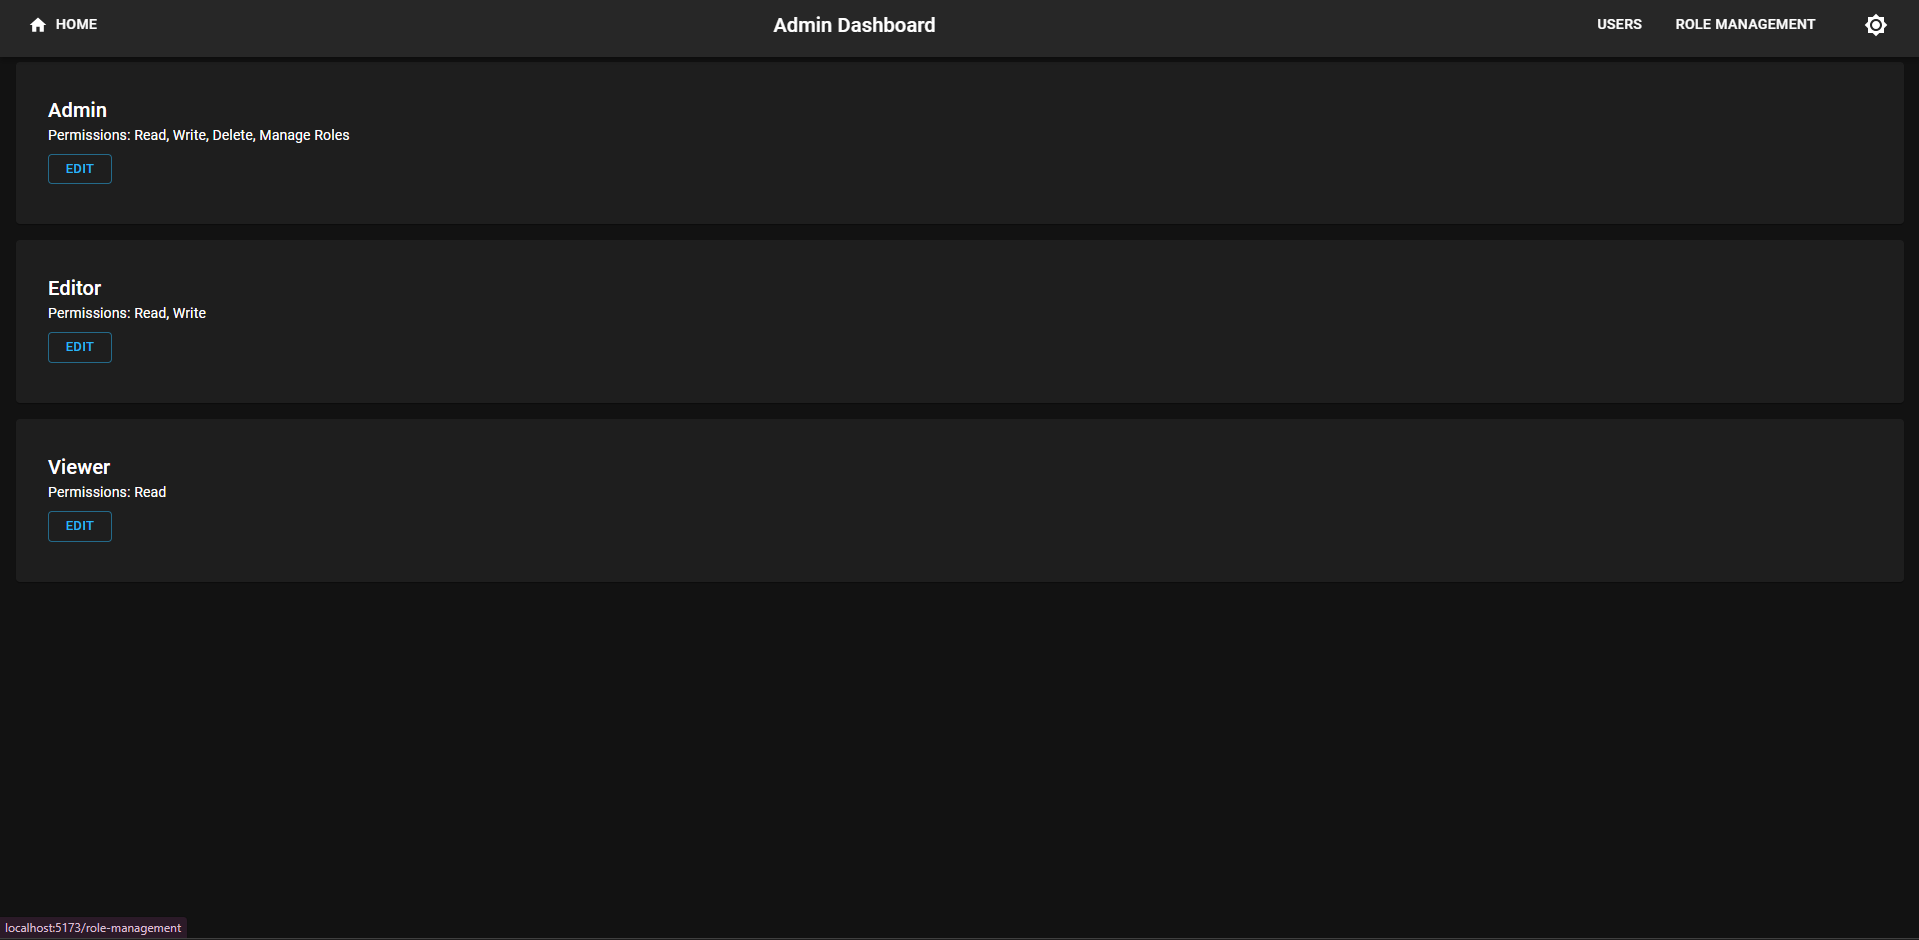 HOME
Admin Dashboard
USERS
ROLE MANAGEMENT
Admin
Permissions: Read, Write, Delete, Manage Roles
EDIT
Editor
Permissions: Read, Write
EDIT
Viewer
Permissions: Read
EDIT
localhost:5173/role-management